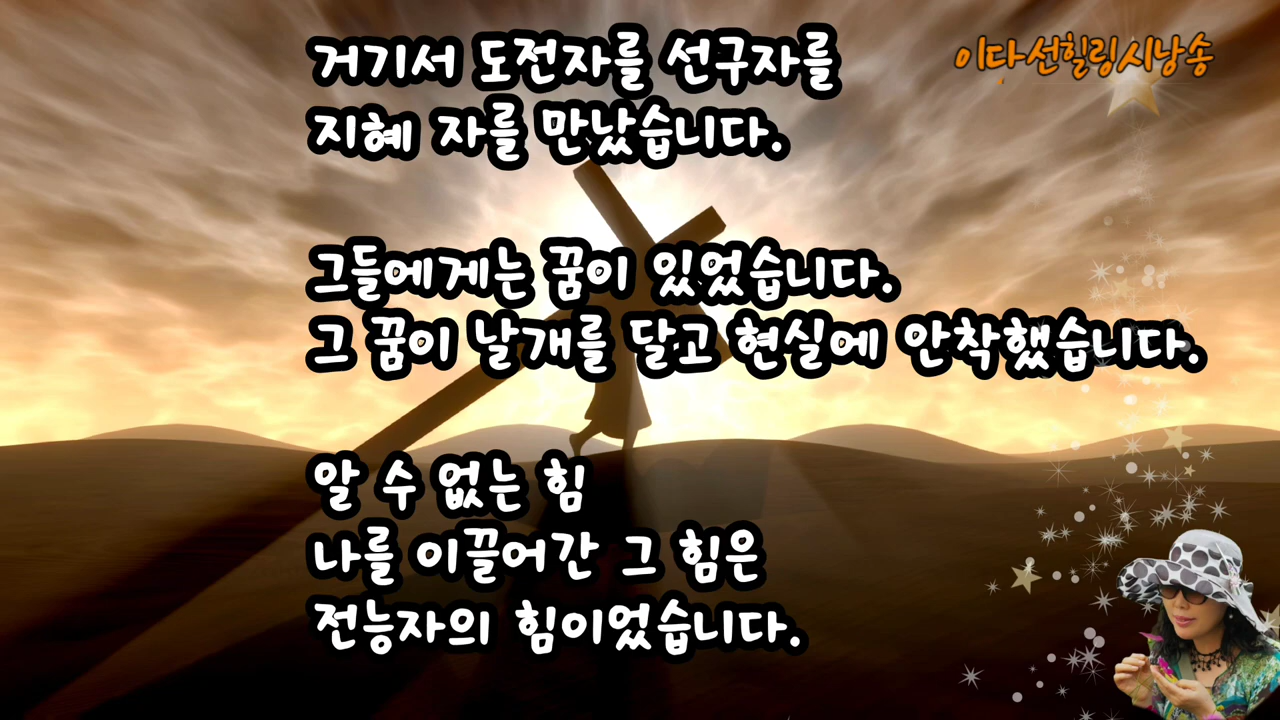 이다선힐링시낭송
거기서 도전자를 선구자를
지혜 자를 만났습니다.
그들에게는 꿈이 있었습니다.
그 꿈이 날개를 달고 현실에 안착했습니다.
알 수 없는 힘
나를 이끌어간 그 힘은
전능자의 힘이었습니다.